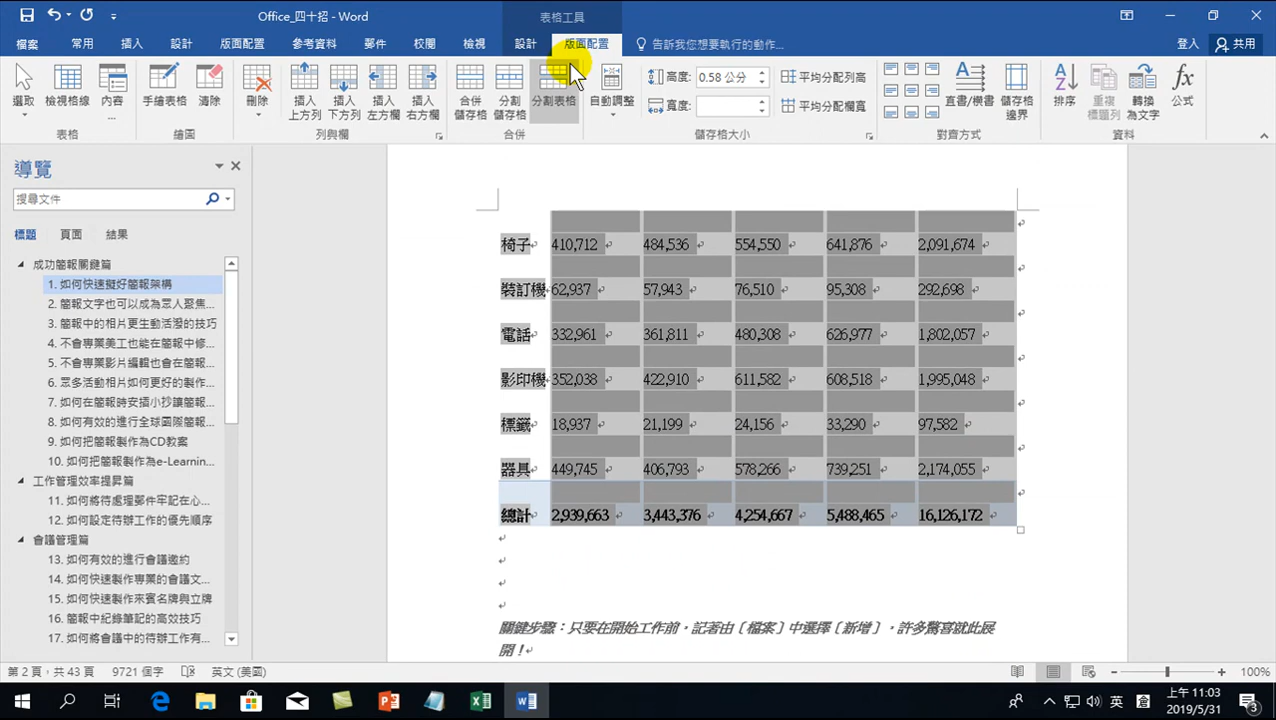 Office_四十招 - Word
表格工具
檔案 常用 插入 設計 版面配置 參考資料 郵件 校閱 檢視 設計 版面配置 告訴我您想要執行的動作... 登入 共用
選取 檢視格線 內容 手繪表格 清除 刪除 插入上方列 插入下方列 插入左方欄 插入右方欄 合併儲存格 分割儲存格 分割表格 自動調整 高度: 0.58 公分 平均分配列高 直書/橫書 儲存格邊界 排序 重複標題列 轉換為文字 公式
寬度: 平均分配欄寬
表格 繪圖 列與欄 合併 儲存格大小 對齊方式 資料
導覽
搜尋文件
標題 頁面 結果
成功簡報關鍵篇
1. 如何快速擬好簡報架構
2. 簡報文字也可以成為眾人聚焦...
3. 簡報中的相片更生動活潑的技巧
4. 不會專業美工也能在簡報中修...
5. 不會專業影片編輯也會在簡報...
6. 眾多活動相片如何更好的製作...
7. 如何在簡報時安插小抄讓簡報...
8. 如何有效的進行全球團隊簡報...
9. 如何把簡報製作為CD教案
10. 如何把簡報製作為e-Learnin...
工作管理效率提昇篇
11. 如何將待處理郵件牢記在心...
12. 如何設定待辦工作的優先順序
會議管理篇
13. 如何有效的進行會議邀約
14. 如何快速製作專業的會議文...
15. 如何快速製作來賓名牌與立牌
16. 簡報中紀錄筆記的高效技巧
17. 如何將會議中的待辦工作有...
椅子 410,712 484,536 554,550 641,876 2,091,674
裝訂機 62,937 57,943 76,510 95,308 292,698
電話 332,961 361,811 480,308 626,977 1,802,057
影印機 352,038 422,910 611,582 608,518 1,995,048
標籤 18,937 21,199 24,156 33,290 97,582
器具 449,745 406,793 578,266 739,251 2,174,055
總計 2,939,663 3,443,376 4,254,667 5,488,465 16,126,172
關鍵步驟：只要在開始工作前，記著由〔檔案〕中選擇〔新增〕，許多驚喜就此展
開！
第 2 頁，共 43 頁 9721 個字 英文 (美國) 100%
英 倉 上午 11:03
2019/5/31 3